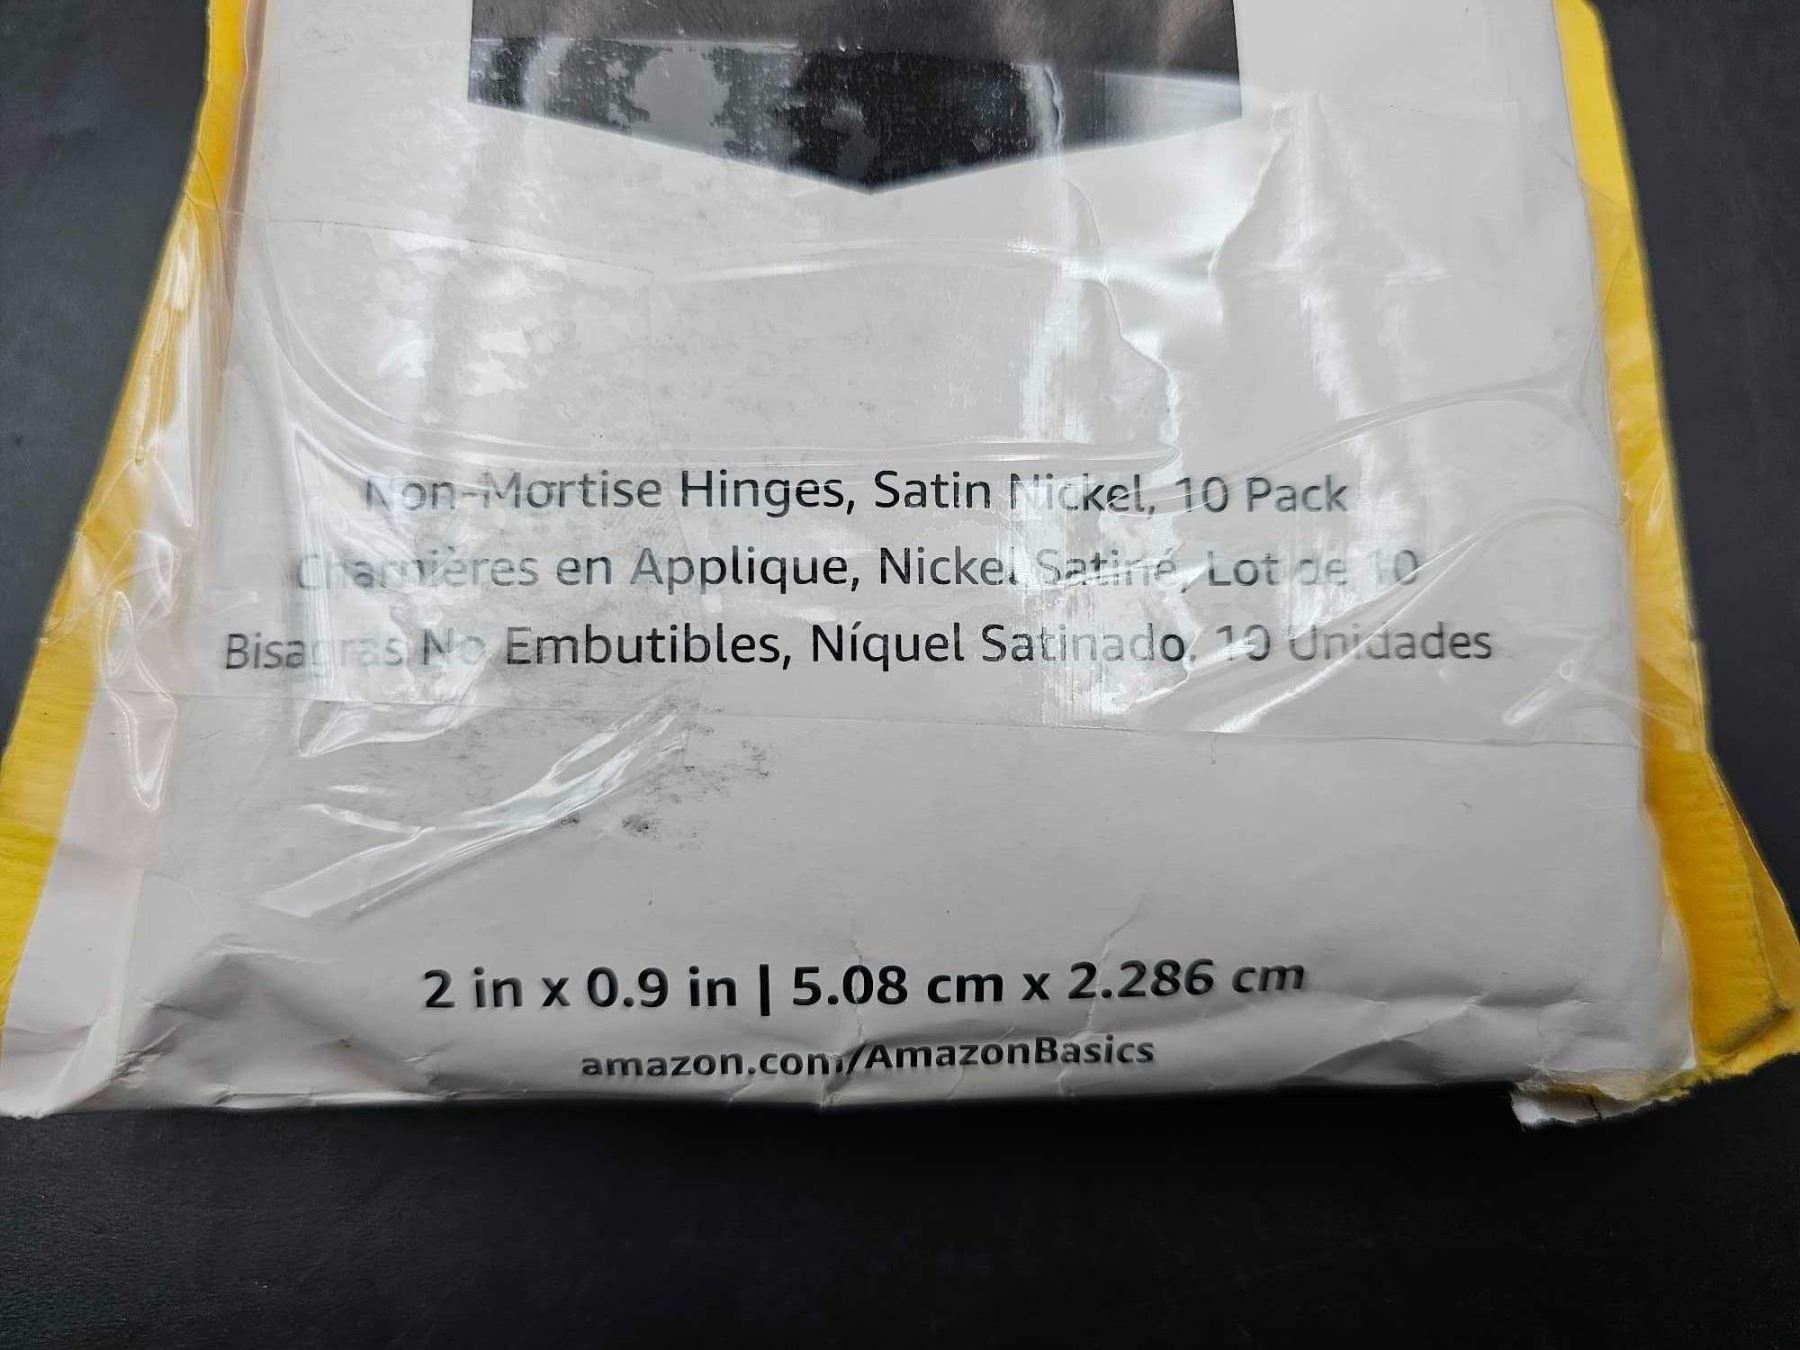 Non-Mortise Hinges, Satin Nickel, 10 Pack
Charnières en Applique, Nickel Satiné, Lot de 10
Bisagras No Embutibles, Níquel Satinado, 10 Unidades
2 in x 0.9 in | 5.08 cm x 2.286 cm
amazon.com/AmazonBasics